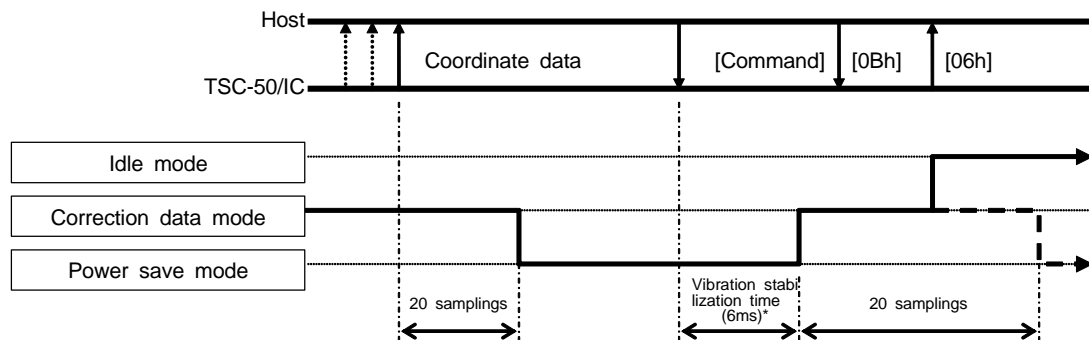 Host
Coordinate data [Command] [0Bh] [06h]
TSC-50/IC
Idle mode
Correction data mode
Power save mode
20 samplings
Vibration stabi
lization time
(6ms)*
20 samplings